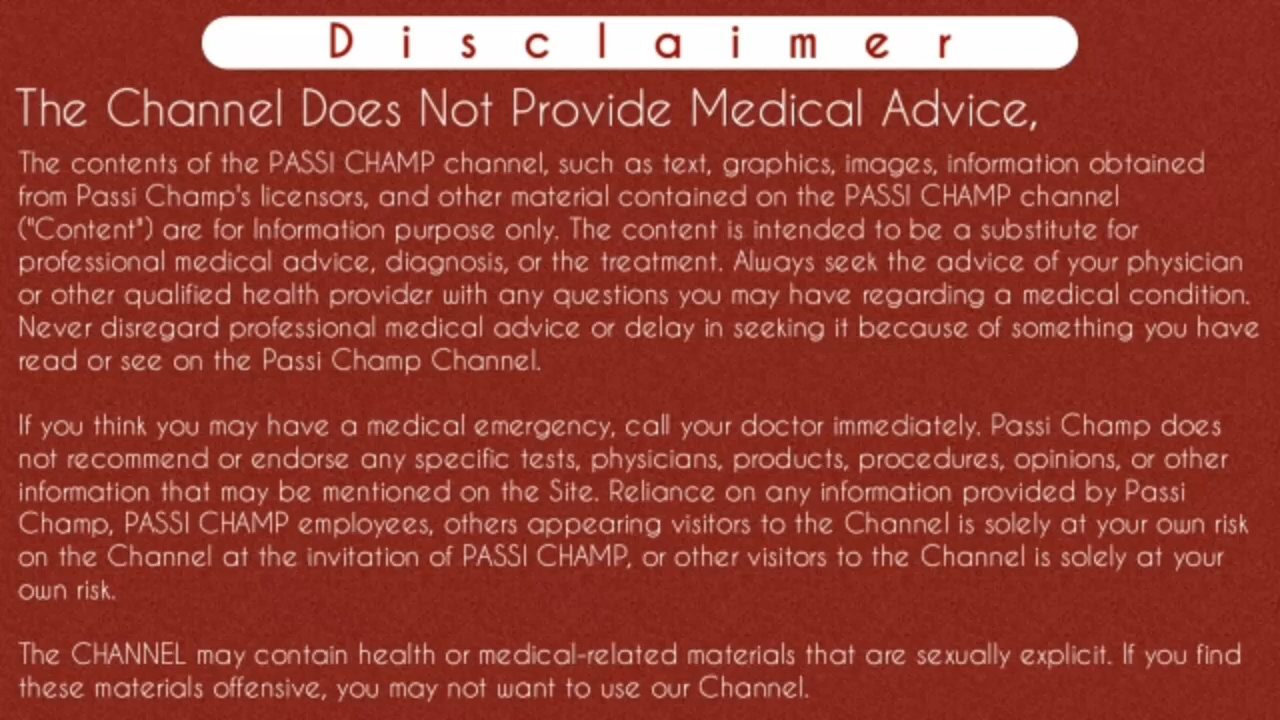 Disclaimer
The Channel Does Not Provide Medical Advice,
The contents of the PASSI CHAMP channel, such as text, graphics, images, information obtained
from Passi Champ's licensors, and other material contained on the PASSI CHAMP channel
("Content") are for Information purpose only. The content is intended to be a substitute for
professional medical advice, diagnosis, or the treatment. Always seek the advice of your physician
or other qualified health provider with any questions you may have regarding a medical condition.
Never disregard professional medical advice or delay in seeking it because of something you have
read or see on the Passi Champ Channel.
If you think you may have a medical emergency, call your doctor immediately. Passi Champ does
not recommend or endorse any specific tests, physicians, products, procedures, opinions, or other
information that may be mentioned on the Site. Reliance on any information provided by Passi
Champ, PASSI CHAMP employees, others appearing visitors to the Channel is solely at your own risk
on the Channel at the invitation of PASSI CHAMP, or other visitors to the Channel is solely at your
own risk.
The CHANNEL may contain health or medical-related materials that are sexually explicit. If you find
these materials offensive, you may not want to use our Channel.